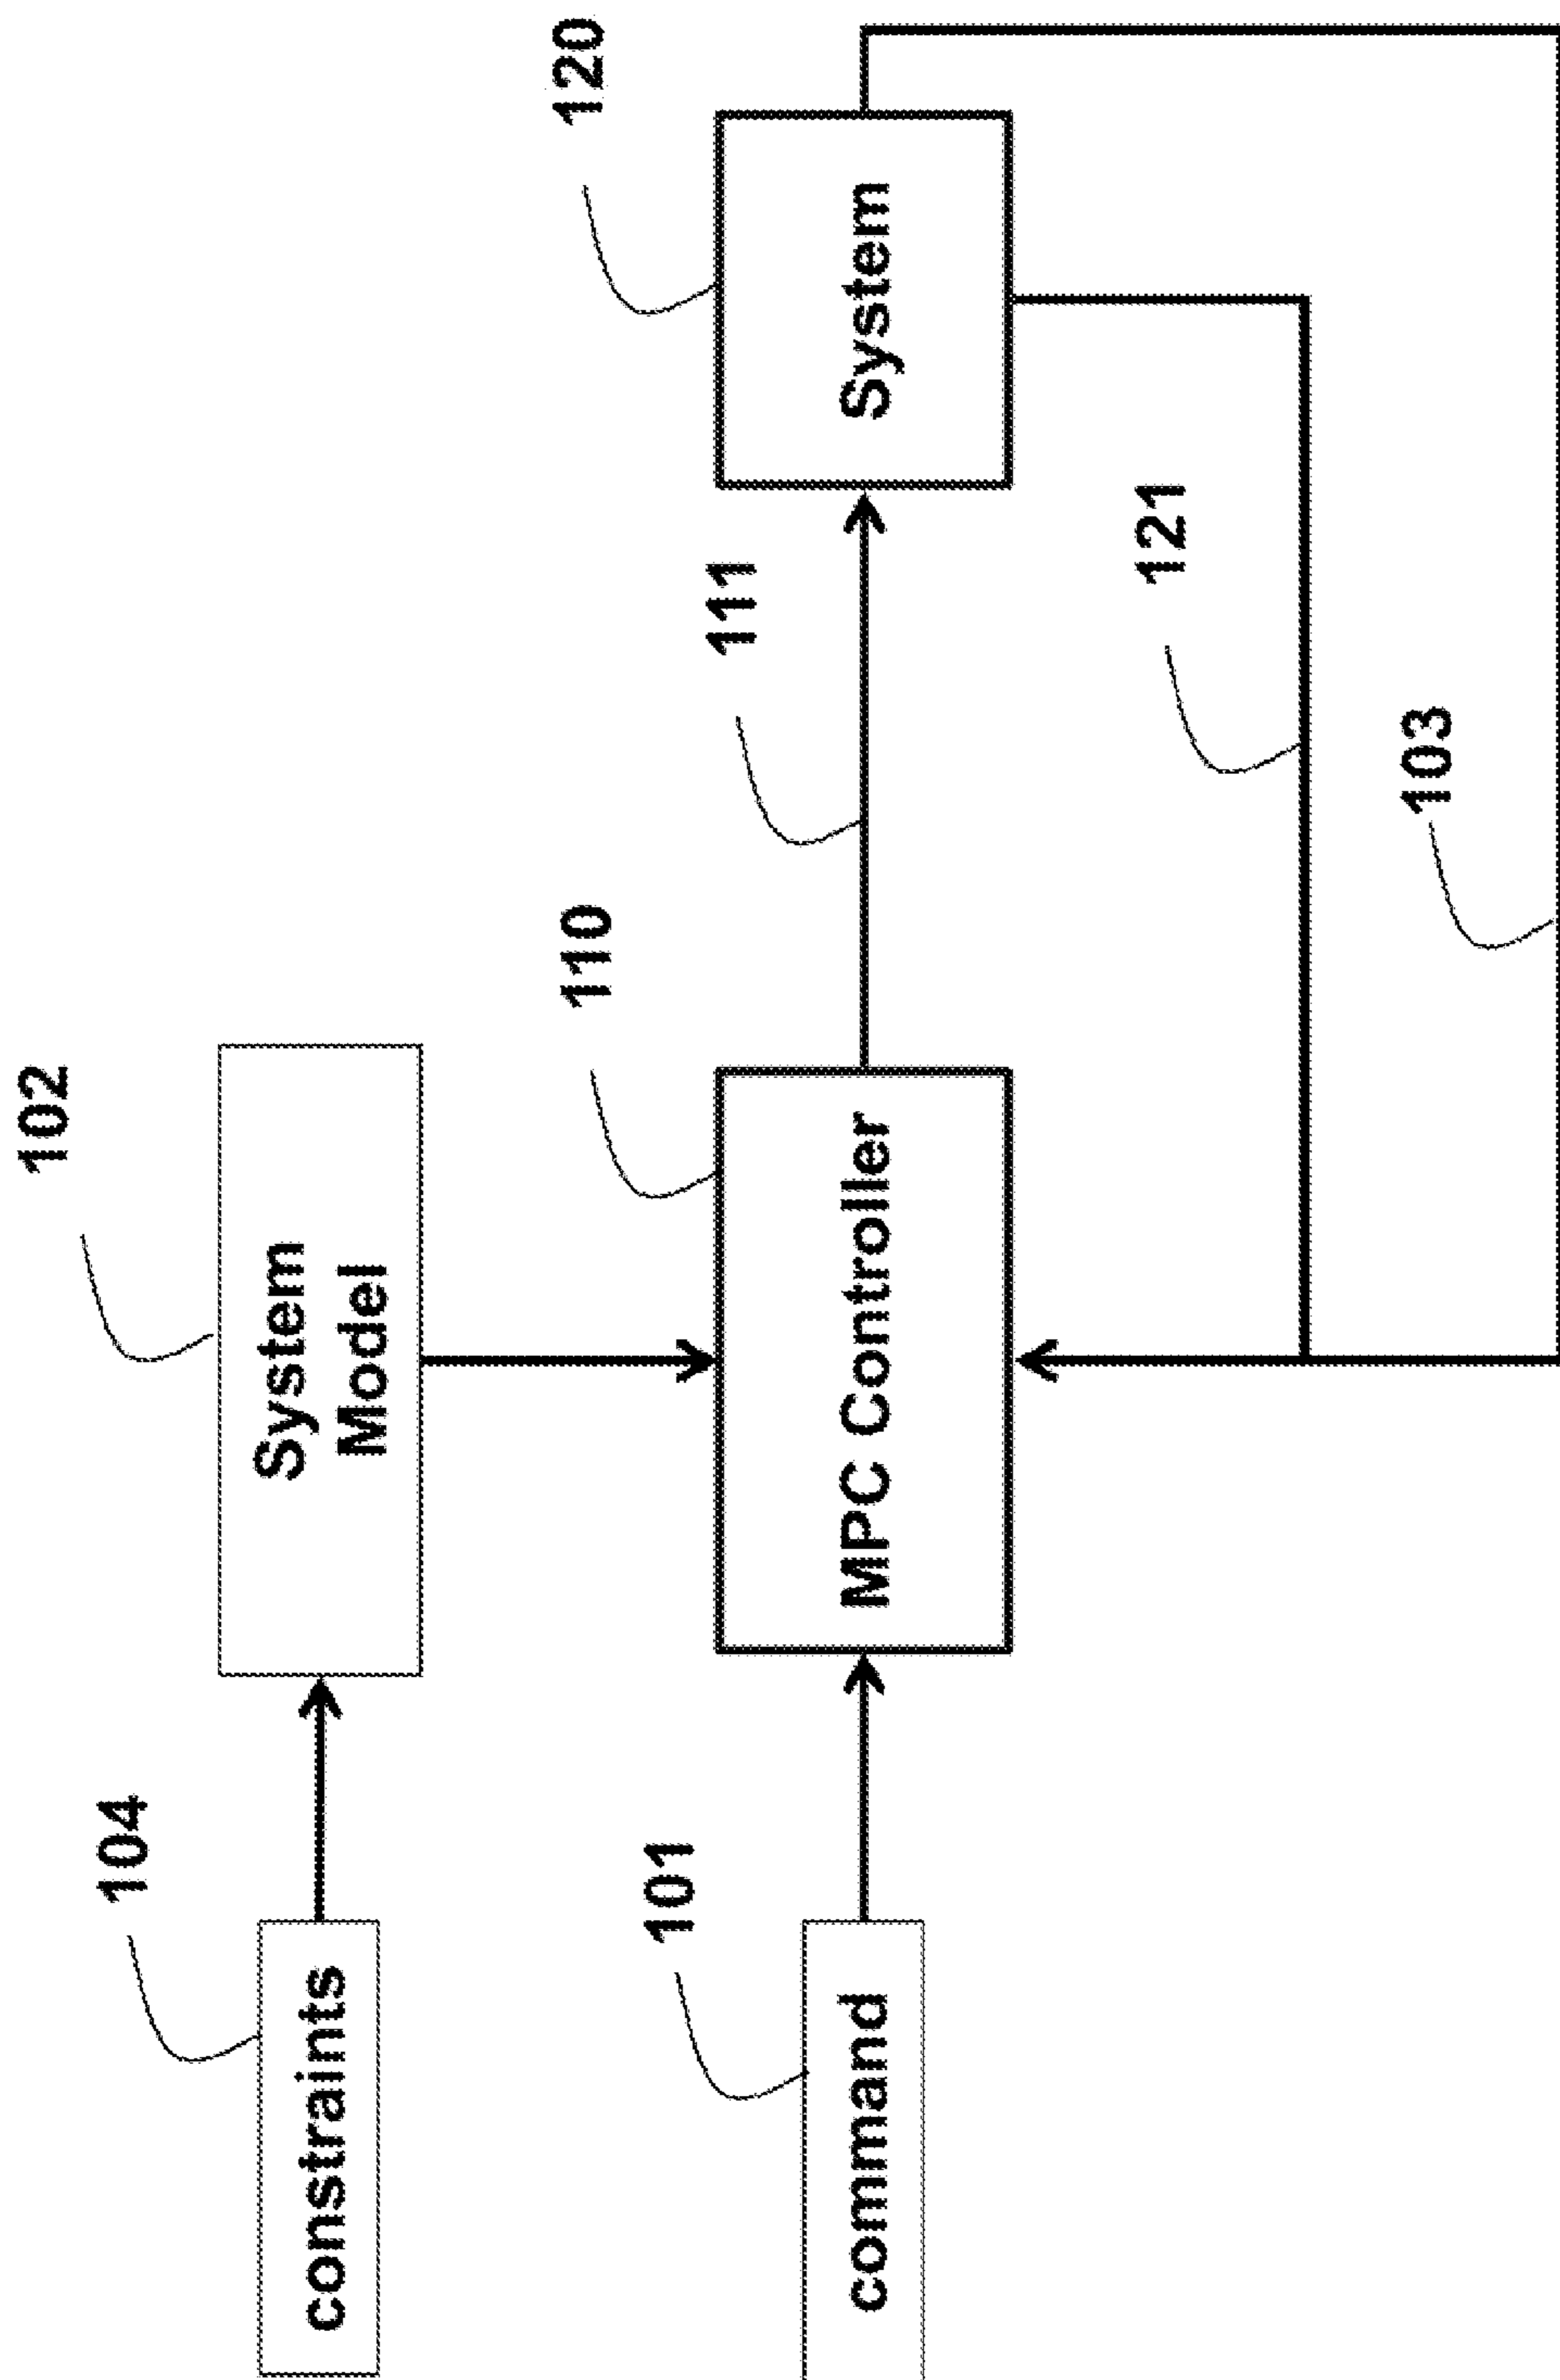 102
104
constraints
System
Model
101
110
111
120
command
MPC Controller
System
121
103